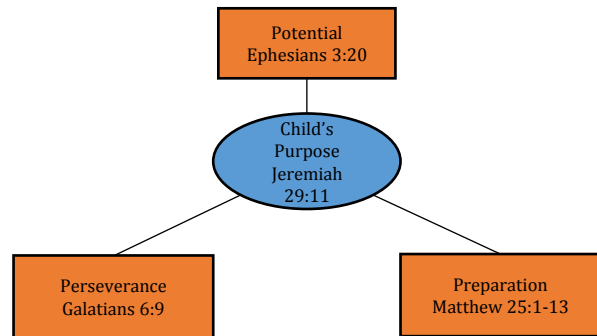 Potential
Ephesians 3:20
Child’s
Purpose
Jeremiah
29:11
Perseverance
Galatians 6:9
Preparation
Matthew 25:1-13